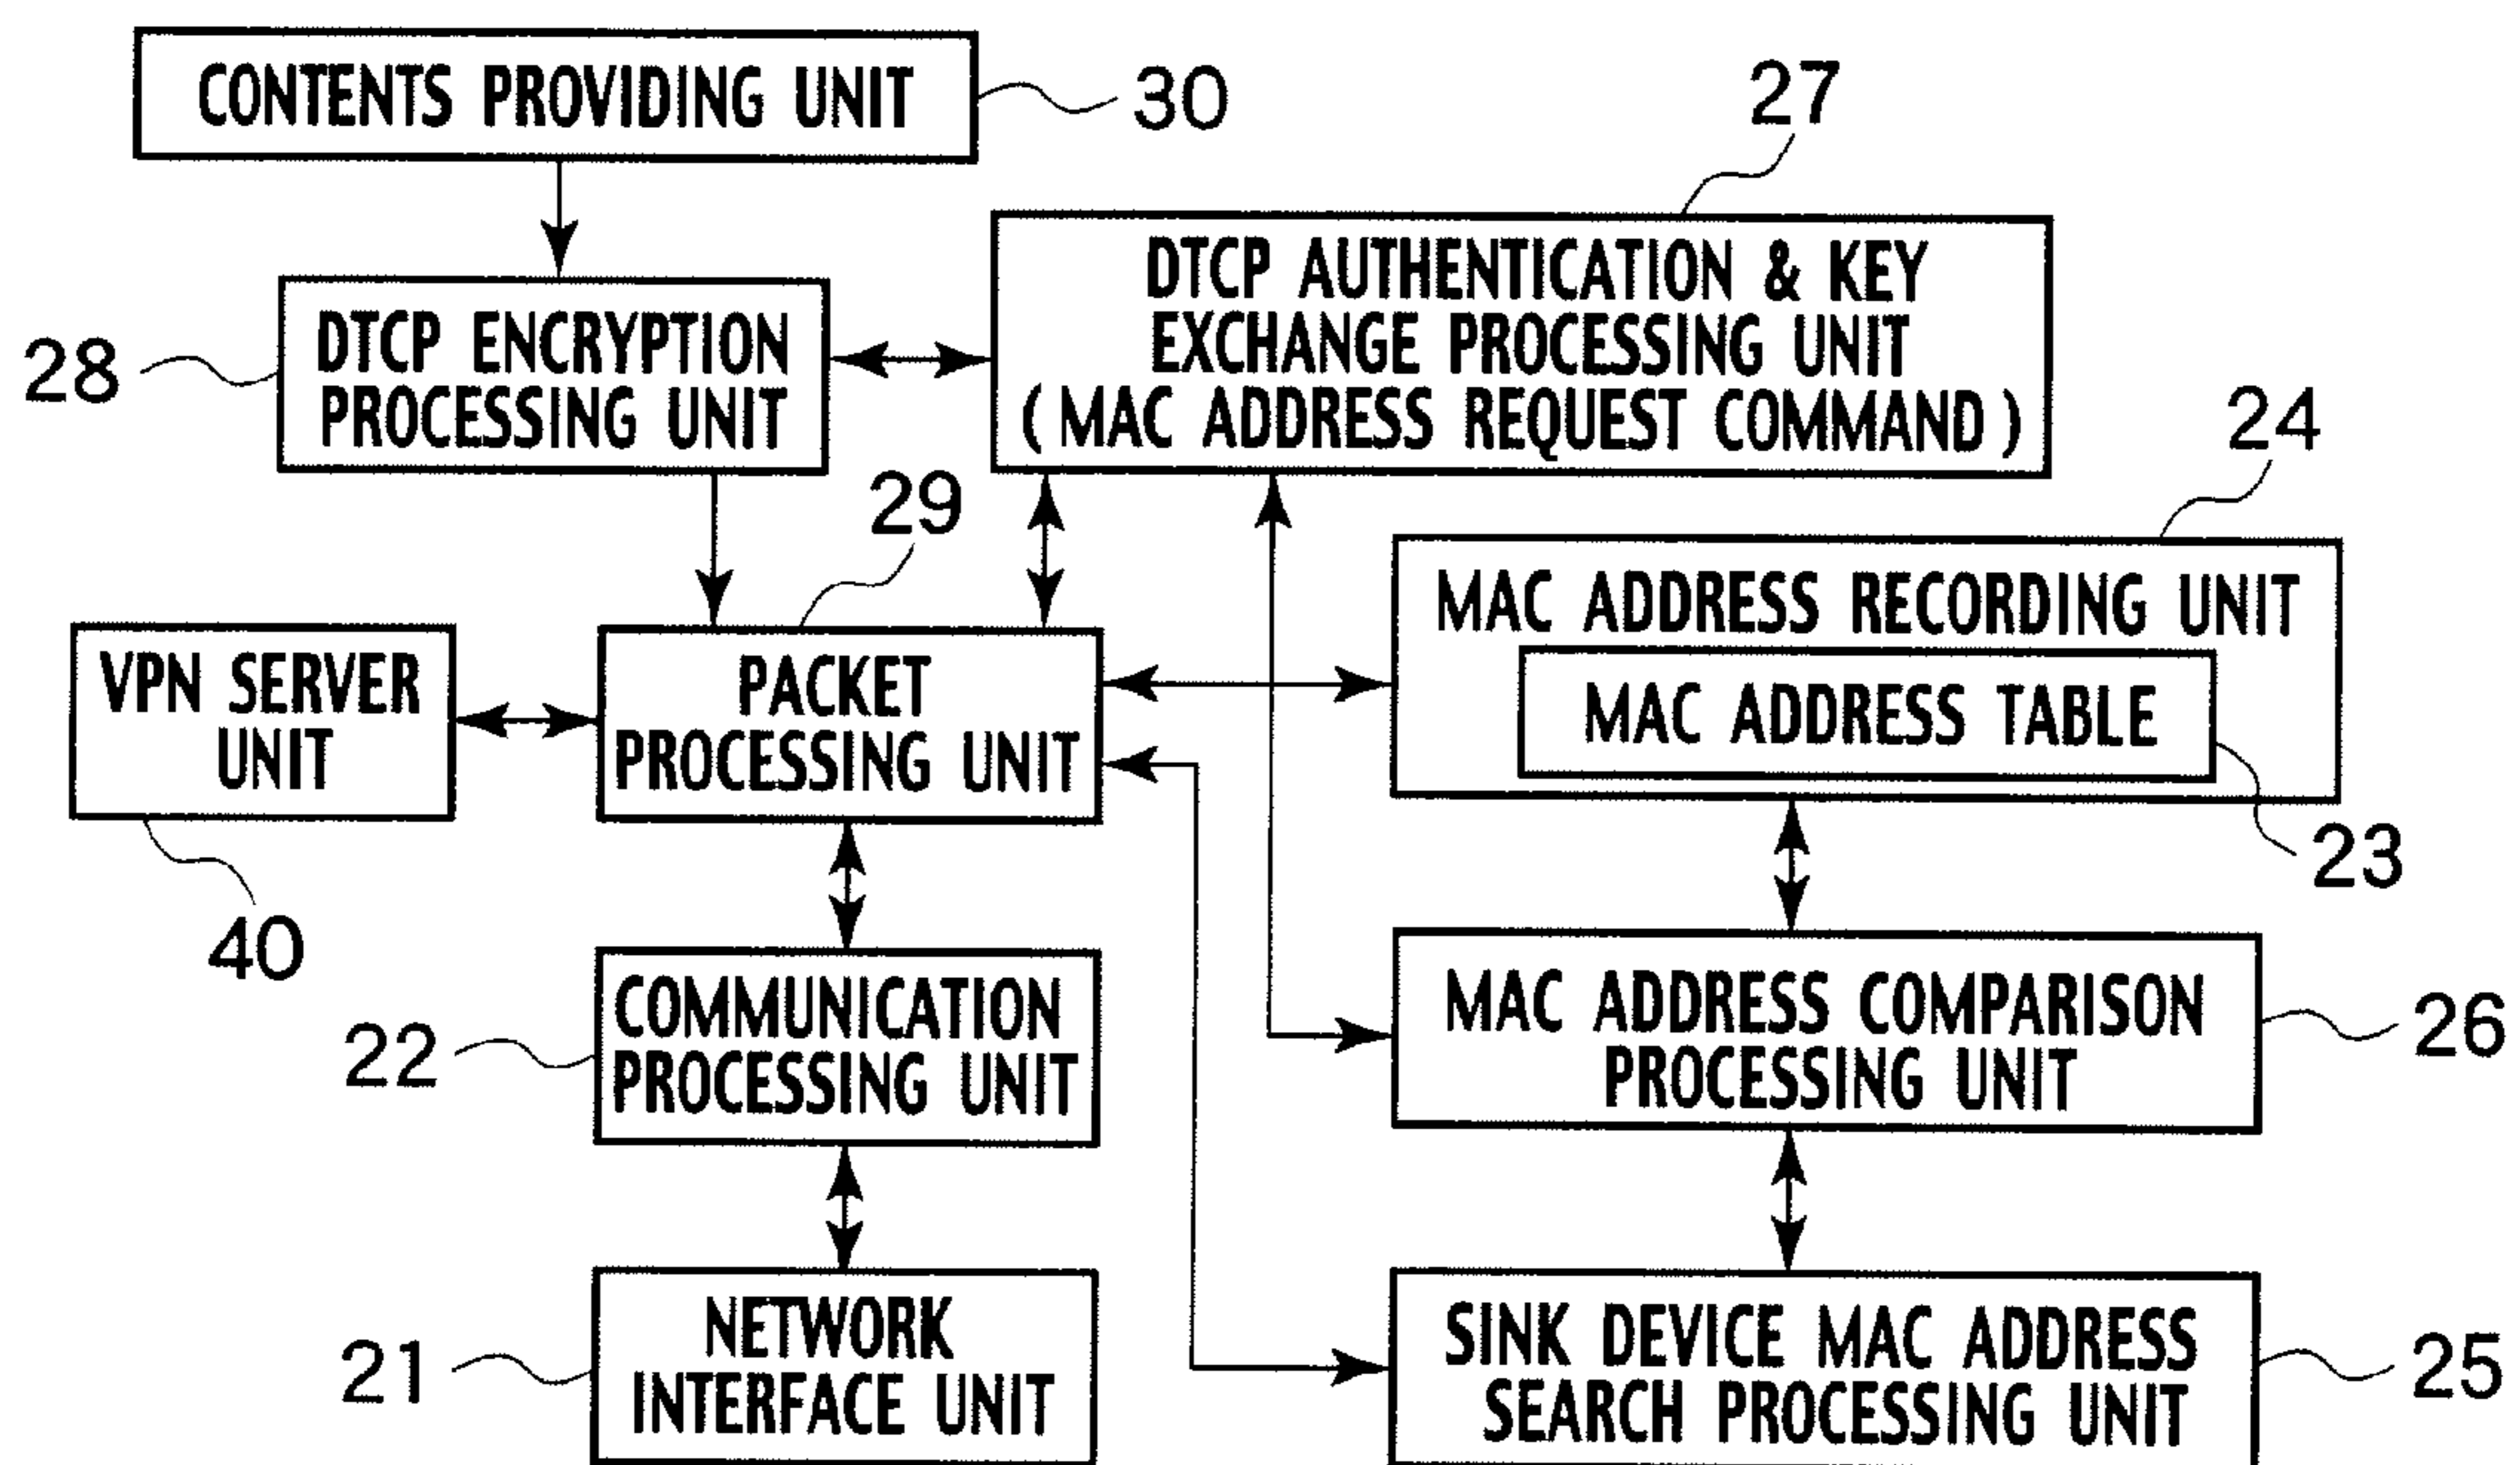 CONTENTS PROVIDING UNIT
30
27
DTCP AUTHENTICATION & KEY
EXCHANGE PROCESSING UNIT
( MAC ADDRESS REQUEST COMMAND )
28
DTCP ENCRYPTION
PROCESSING UNIT
24
29
MAC ADDRESS RECORDING UNIT
MAC ADDRESS TABLE
23
VPN SERVER
UNIT
40
PACKET
PROCESSING UNIT
22
COMMUNICATION
PROCESSING UNIT
MAC ADDRESS COMPARISON
PROCESSING UNIT
26
21
NETWORK
INTERFACE UNIT
SINK DEVICE MAC ADDRESS
SEARCH PROCESSING UNIT
25